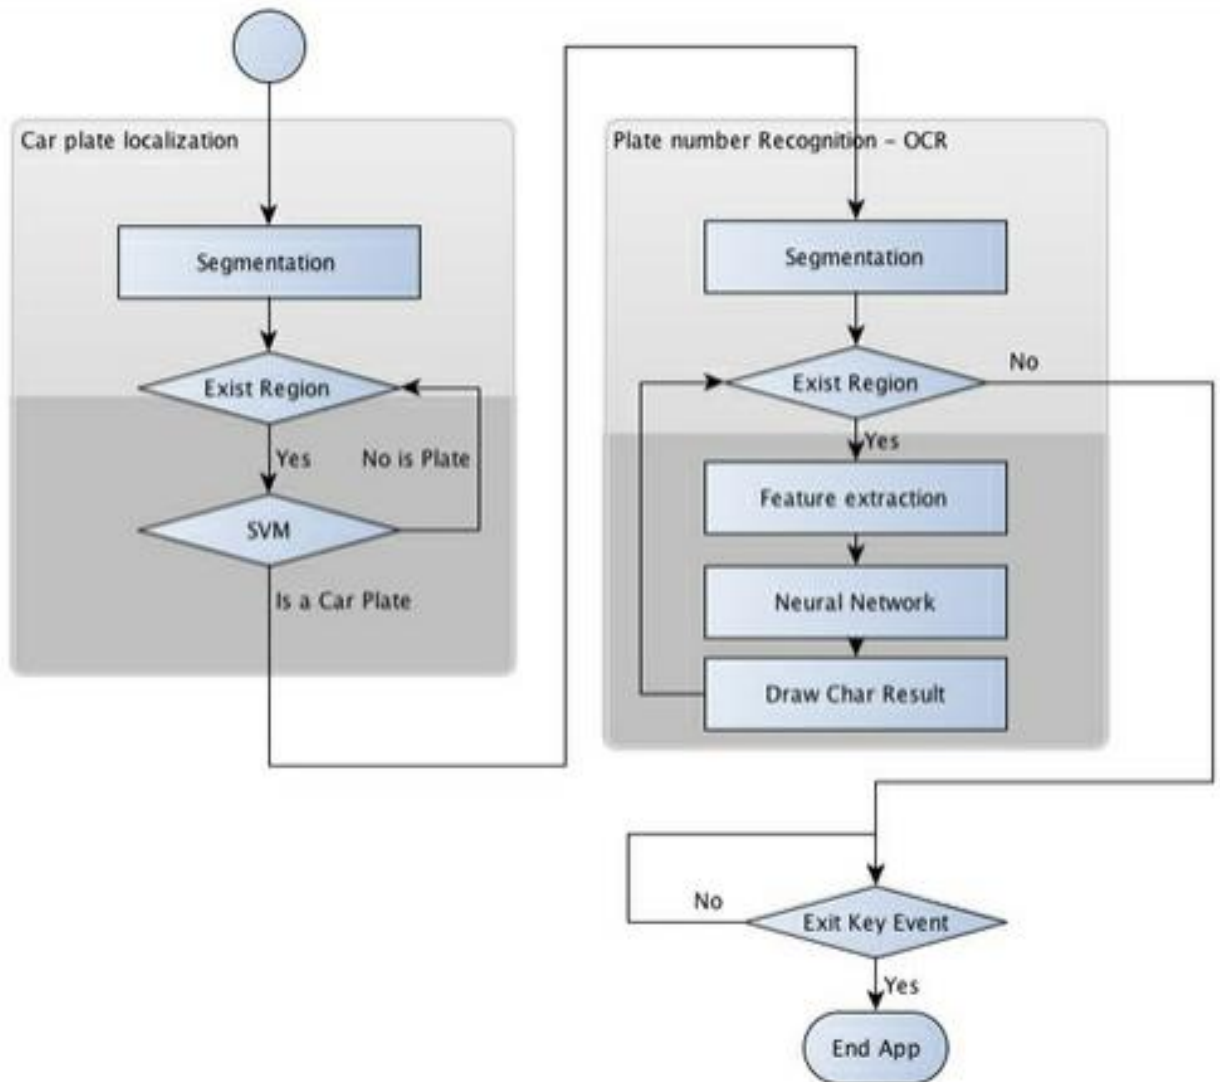 Car plate localization
Segmentation
Exist Region
Yes
No is Plate
SVM
Is a Car Plate
Plate number Recognition - OCR
Segmentation
Exist Region
No
Yes
Feature extraction
Neural Network
Draw Char Result
No
Exit Key Event
Yes
End App